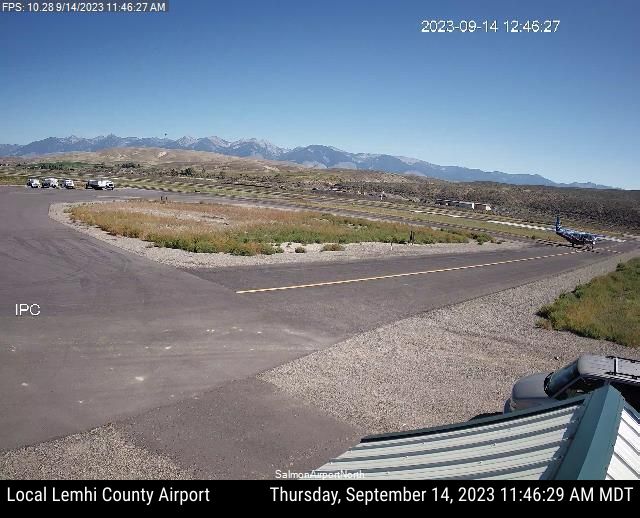 FPS: 10.28 9/14/2023 11:46:27 AM
2023-09-14 12:46:27
IPC
SalmonAirportNorth
Local Lemhi County Airport Thursday, September 14, 2023 11:46:29 AM MDT